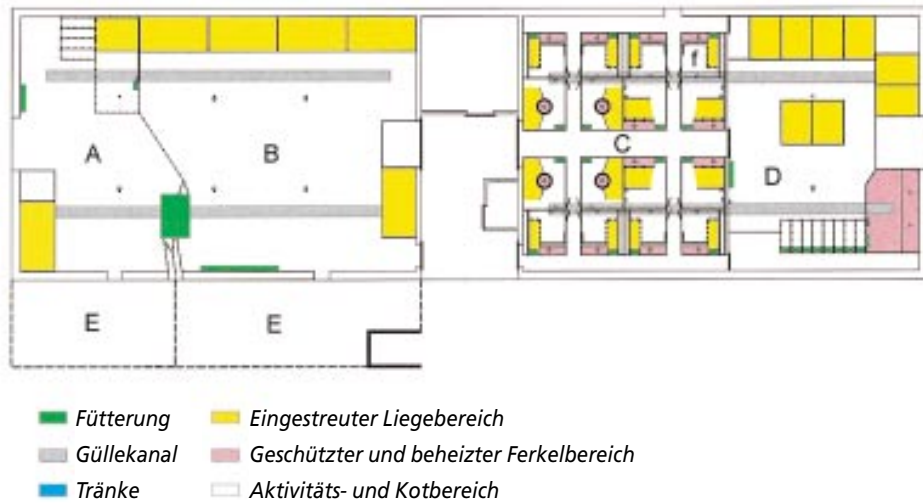 f
A
B
C
D
E
E
Fütterung
Eingestreuter Liegebereich
Güllekanal
Geschützter und beheizter Ferkelbereich
Tränke
Aktivitäts- und Kotbereich